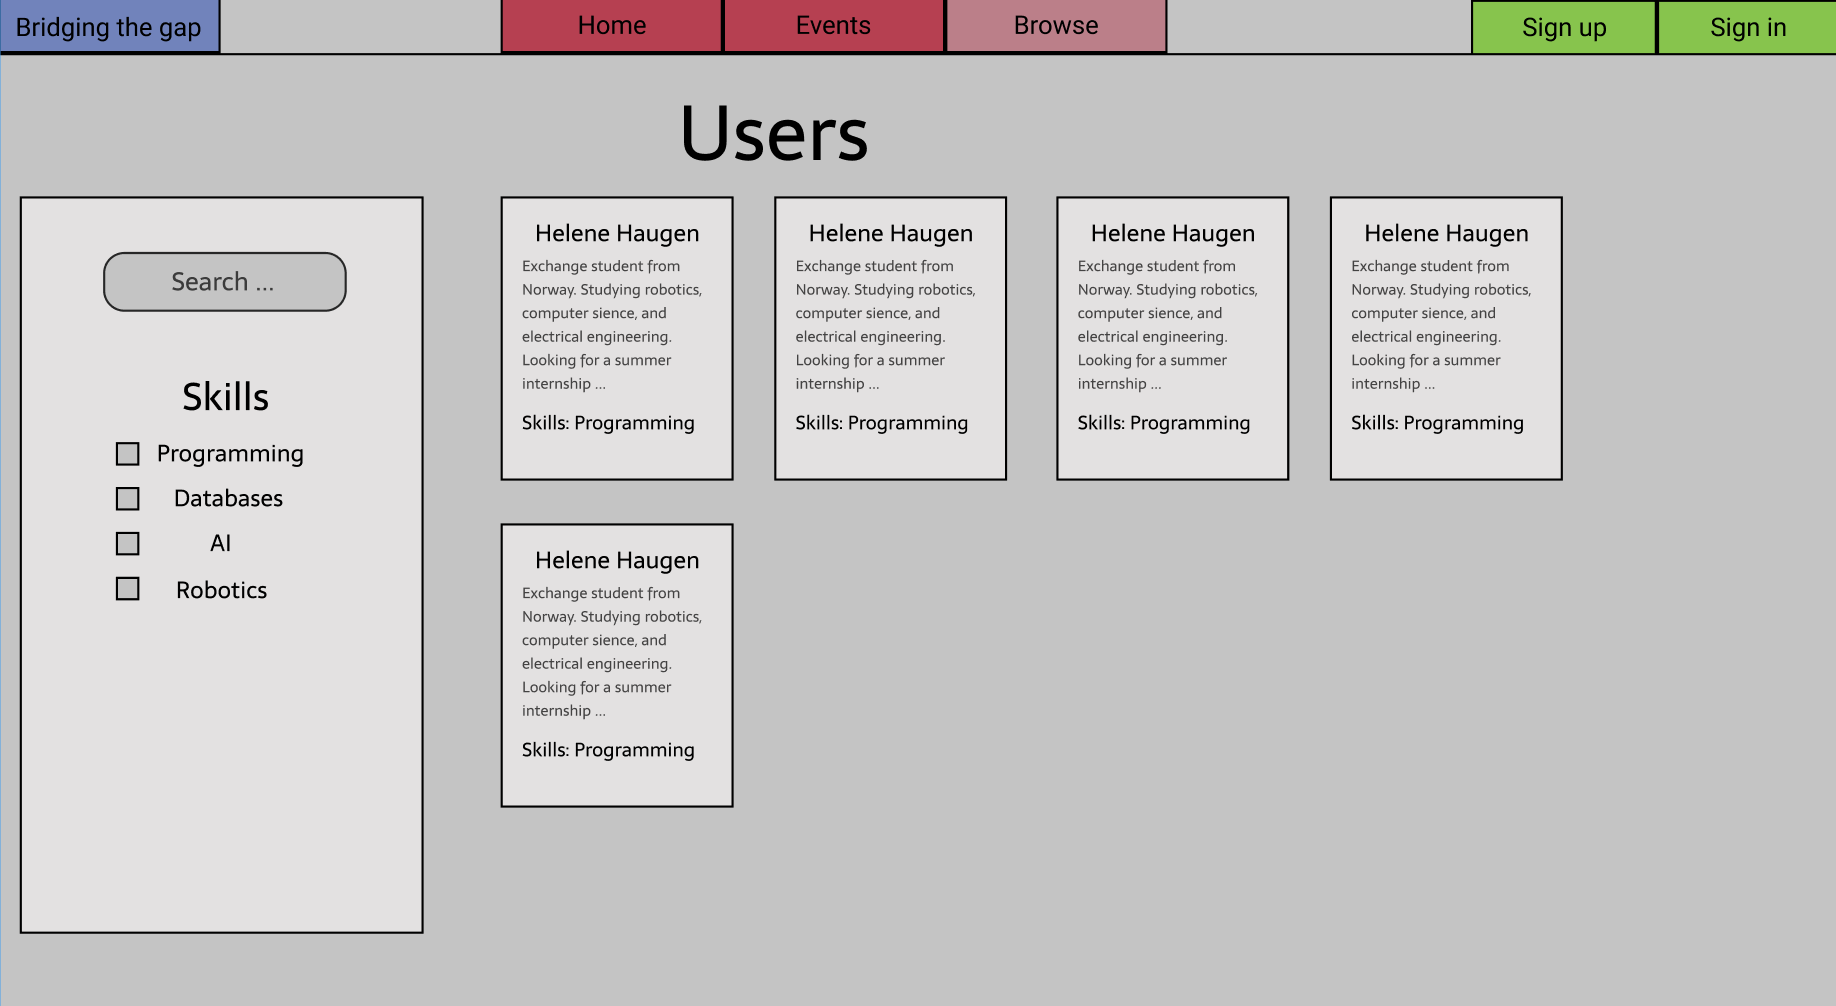 Bridging the gap
Home
Events
Browse
Sign up
Sign in
Users
Search ...
Skills
Programming
Databases
AI
Robotics
Helene Haugen
Exchange student from
Norway. Studying robotics,
computer sience, and
electrical engineering.
Looking for a summer
internship ...
Skills: Programming
Helene Haugen
Exchange student from
Norway. Studying robotics,
computer sience, and
electrical engineering.
Looking for a summer
internship ...
Skills: Programming
Helene Haugen
Exchange student from
Norway. Studying robotics,
computer sience, and
electrical engineering.
Looking for a summer
internship ...
Skills: Programming
Helene Haugen
Exchange student from
Norway. Studying robotics,
computer sience, and
electrical engineering.
Looking for a summer
internship ...
Skills: Programming
Helene Haugen
Exchange student from
Norway. Studying robotics,
computer sience, and
electrical engineering.
Looking for a summer
internship ...
Skills: Programming